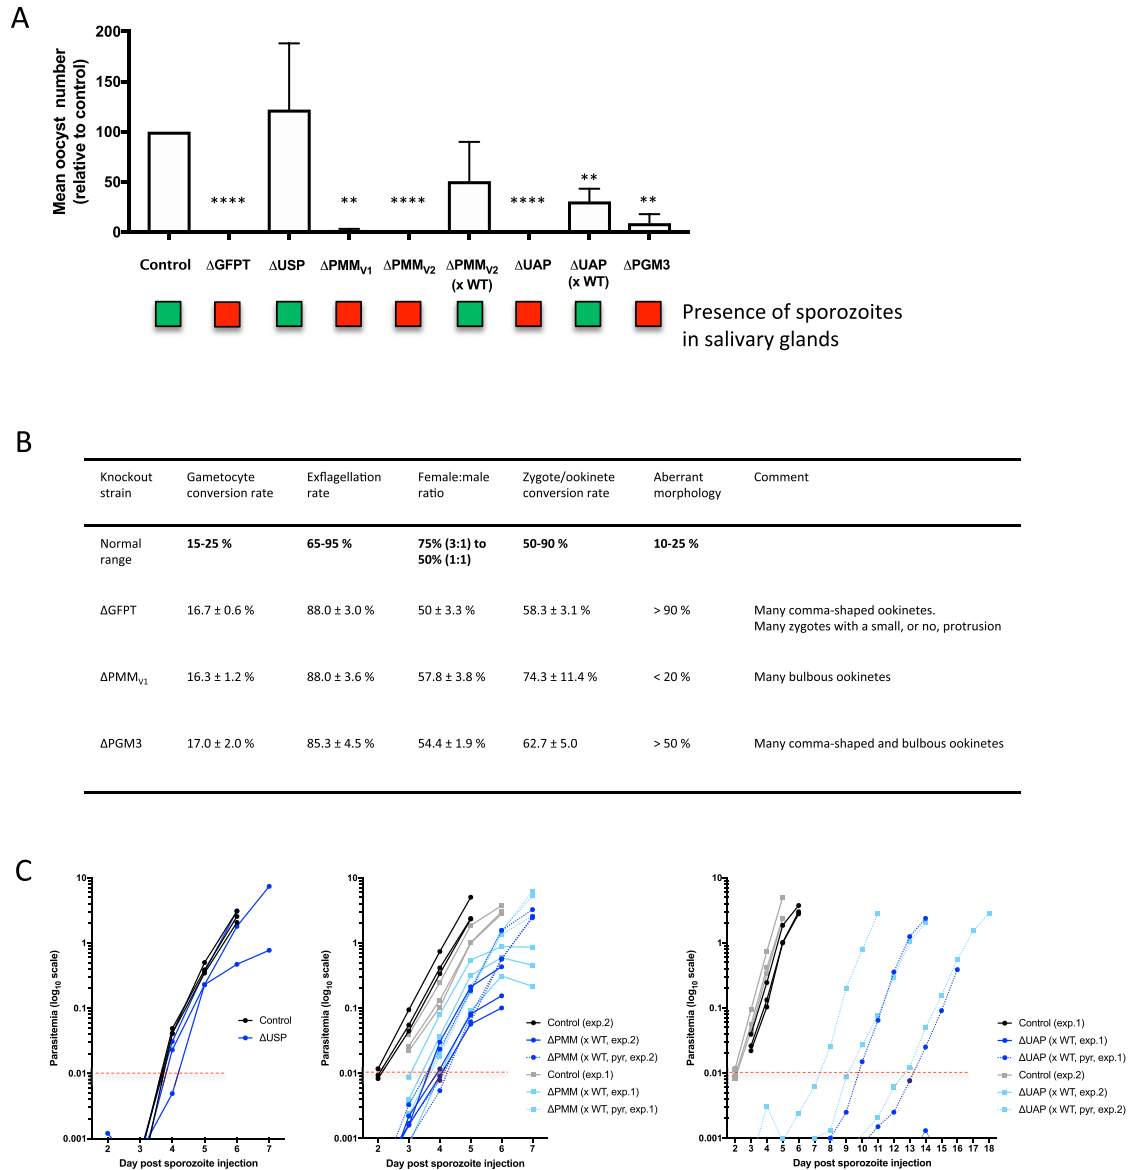 A
Mean oocyst number
(relative to control)
200
150
100
50
0
**** ** **** **** ** **
Control ΔGFPT ΔUSP ΔPMMV1 ΔPMMV2 ΔPMMV2 (x WT) ΔUAP ΔUAP (x WT) ΔPGM3
Presence of sporozoites
in salivary glands
B
Knockout strain Gametocyte conversion rate Exflagellation rate Female:male ratio Zygote/ookinete conversion rate Aberrant morphology Comment
Normal range 15-25 % 65-95 % 75% (3:1) to 50% (1:1) 50-90 % 10-25 %
ΔGFPT 16.7 ± 0.6 % 88.0 ± 3.0 % 50 ± 3.3 % 58.3 ± 3.1 % > 90 % Many comma-shaped ookinetes.
Many zygotes with a small, or no, protrusion
ΔPMMV1 16.3 ± 1.2 % 88.0 ± 3.6 % 57.8 ± 3.8 % 74.3 ± 11.4 % < 20 % Many bulbous ookinetes
ΔPGM3 17.0 ± 2.0 % 85.3 ± 4.5 % 54.4 ± 1.9 % 62.7 ± 5.0 > 50 % Many comma-shaped and bulbous ookinetes
C
Parasitemia (log10 scale)
10
1
0.1
0.01
0.001
2 3 4 5 6 7
Day post sporozoite injection
Control
ΔUSP
Parasitemia (log10 scale)
10
1
0.1
0.01
0.001
2 3 4 5 6 7
Day post sporozoite injection
Control (exp.2)
ΔPMM (x WT, exp.2)
ΔPMM (x WT, pyr, exp.2)
Control (exp.1)
ΔPMM (x WT, exp.1)
ΔPMM (x WT, pyr, exp.1)
Parasitemia (log10 scale)
10
1
0.1
0.01
0.001
2 3 4 5 6 7 8 9 10 11 12 13 14 15 16 17 18
Day post sporozoite injection
Control (exp.1)
ΔUAP (x WT, exp.1)
ΔUAP (x WT, pyr, exp.1)
Control (exp.2)
ΔUAP (x WT, exp.2)
ΔUAP (x WT, pyr, exp.2)